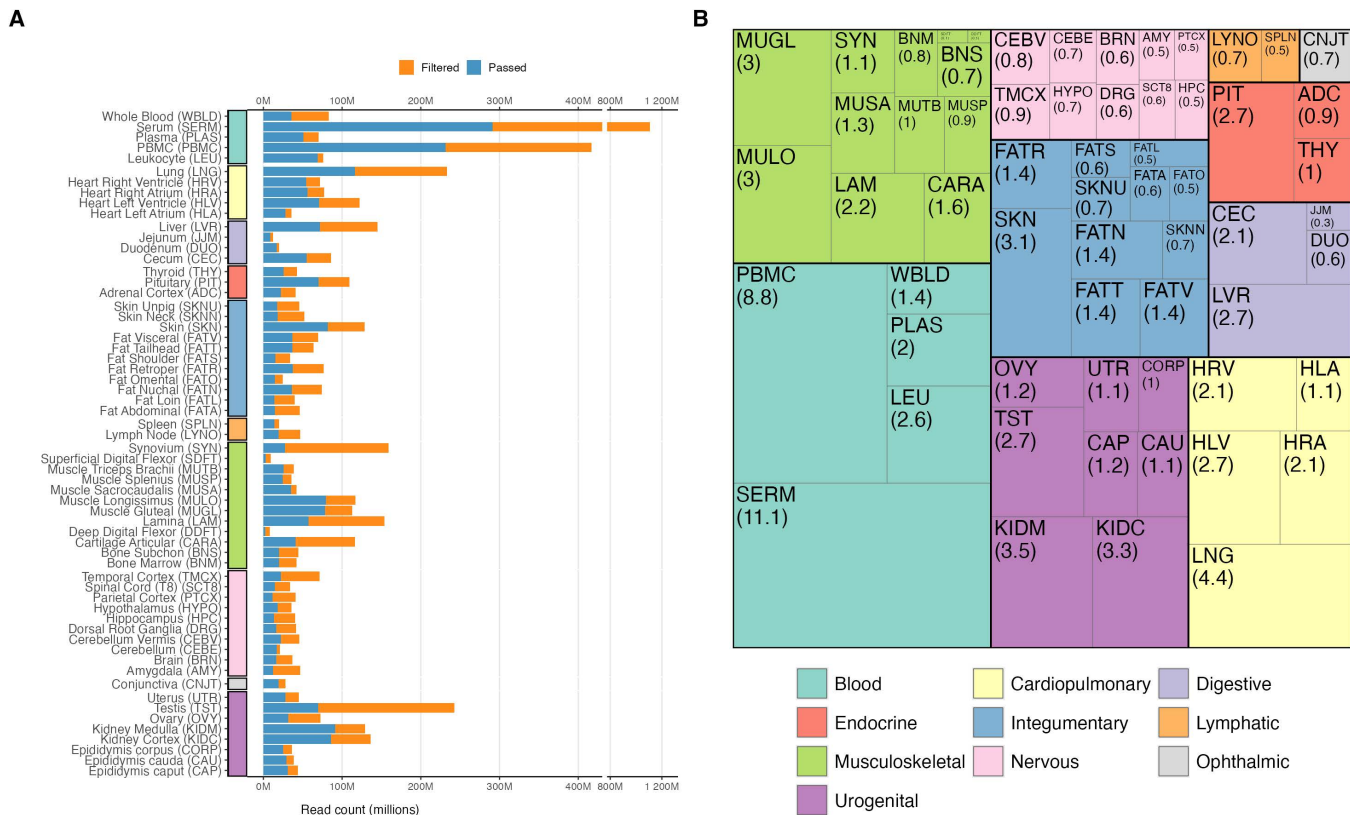 A
B
Filtered
Passed
0M
100M
200M
300M
400M
800M
1 200M
Whole Blood (WBLD)
Serum (SERM)
Plasma (PLAS)
PBMC (PBMC)
Leukocyte (LEU)
Lung (LNG)
Heart Right Ventricle (HRV)
Heart Right Atrium (HRA)
Heart Left Ventricle (HLV)
Heart Left Atrium (HLA)
Liver (LVR)
Jejunum (JJM)
Duodenum (DUO)
Cecum (CEC)
Thyroid (THY)
Pituitary (PIT)
Adrenal Cortex (ADC)
Skin Unpig (SKNU)
Skin Neck (SKNN)
Skin (SKN)
Fat Visceral (FATV)
Fat Tailhead (FATT)
Fat Shoulder (FATS)
Fat Retroper (FATR)
Fat Omental (FATO)
Fat Nuchal (FATN)
Fat Loin (FATL)
Fat Abdominal (FATA)
Spleen (SPLN)
Lymph Node (LYNO)
Synovium (SYN)
Superficial Digital Flexor (SDFT)
Muscle Triceps Brachii (MUTB)
Muscle Splenius (MUSP)
Muscle Sacrocaudalis (MUSA)
Muscle Longissimus (MULO)
Muscle Gluteal (MUGL)
Lamina (LAM)
Deep Digital Flexor (DDFT)
Cartilage Articular (CARA)
Bone Subchon (BNS)
Bone Marrow (BNM)
Temporal Cortex (TMCX)
Spinal Cord (T8) (SCT8)
Parietal Cortex (PTCX)
Hypothalamus (HYPO)
Hippocampus (HPC)
Dorsal Root Ganglia (DRG)
Cerebellum Vermis (CEBV)
Cerebellum (CEBE)
Brain (BRN)
Amygdala (AMY)
Conjunctiva (CNJT)
Uterus (UTR)
Testis (TST)
Ovary (OVY)
Kidney Medulla (KIDM)
Kidney Cortex (KIDC)
Epididymis corpus (CORP)
Epididymis cauda (CAU)
Epididymis caput (CAP)
0M
100M
200M
300M
400M
800M
1 200M
Read count (millions)
MUGL
(3)
SYN
(1.1)
BNM
(0.8)
BNS
(0.7)
MUSA
(1.3)
MUTB
(1)
MUSP
(0.9)
MULO
(3)
LAM
(2.2)
CARA
(1.6)
PBMC
(8.8)
WBLD
(1.4)
PLAS
(2)
LEU
(2.6)
SERM
(11.1)
CEBV
(0.8)
CEBE
(0.7)
BRN
(0.6)
AMY
(0.5)
PTCX
(0.5)
TMCX
(0.9)
HYPO
(0.7)
DRG
(0.6)
SCT8
(0.6)
HPC
(0.5)
LYNO
(0.7)
SPLN
(0.5)
CNJT
(0.7)
PIT
(2.7)
ADC
(0.9)
THY
(1)
FATR
(1.4)
FATS
(0.6)
FATL
(0.5)
SKNU
(0.7)
FATA
(0.6)
FATO
(0.5)
SKN
(3.1)
FATN
(1.4)
SKNN
(0.7)
FATT
(1.4)
FATV
(1.4)
CEC
(2.1)
JJM
(0.3)
DUO
(0.6)
LVR
(2.7)
OVY
(1.2)
UTR
(1.1)
CORP
(1)
TST
(2.7)
CAP
(1.2)
CAU
(1.1)
KIDM
(3.5)
KIDC
(3.3)
HRV
(2.1)
HLA
(1.1)
HLV
(2.7)
HRA
(2.1)
LNG
(4.4)
Blood
Cardiopulmonary
Digestive
Endocrine
Integumentary
Lymphatic
Musculoskeletal
Nervous
Ophthalmic
Urogenital